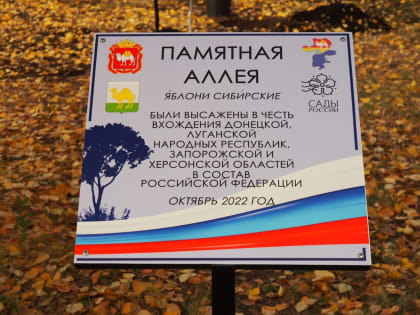 ПАМЯТНАЯ
АЛЛЕЯ
ЯБЛОНИ СИБИРСКИЕ
БЫЛИ ВЫСАЖЕНЫ В ЧЕСТЬ
ВХОЖДЕНИЯ ДОНЕЦКОЙ,
ЛУГАНСКОЙ
НАРОДНЫХ РЕСПУБЛИК,
ЗАПОРОЖСКОЙ И
ХЕРСОНСКОЙ ОБЛАСТЕЙ
В СОСТАВ
РОССИЙСКОЙ ФЕДЕРАЦИИ
ОКТЯБРЬ 2022 ГОД
САДЫ
РОССИИ